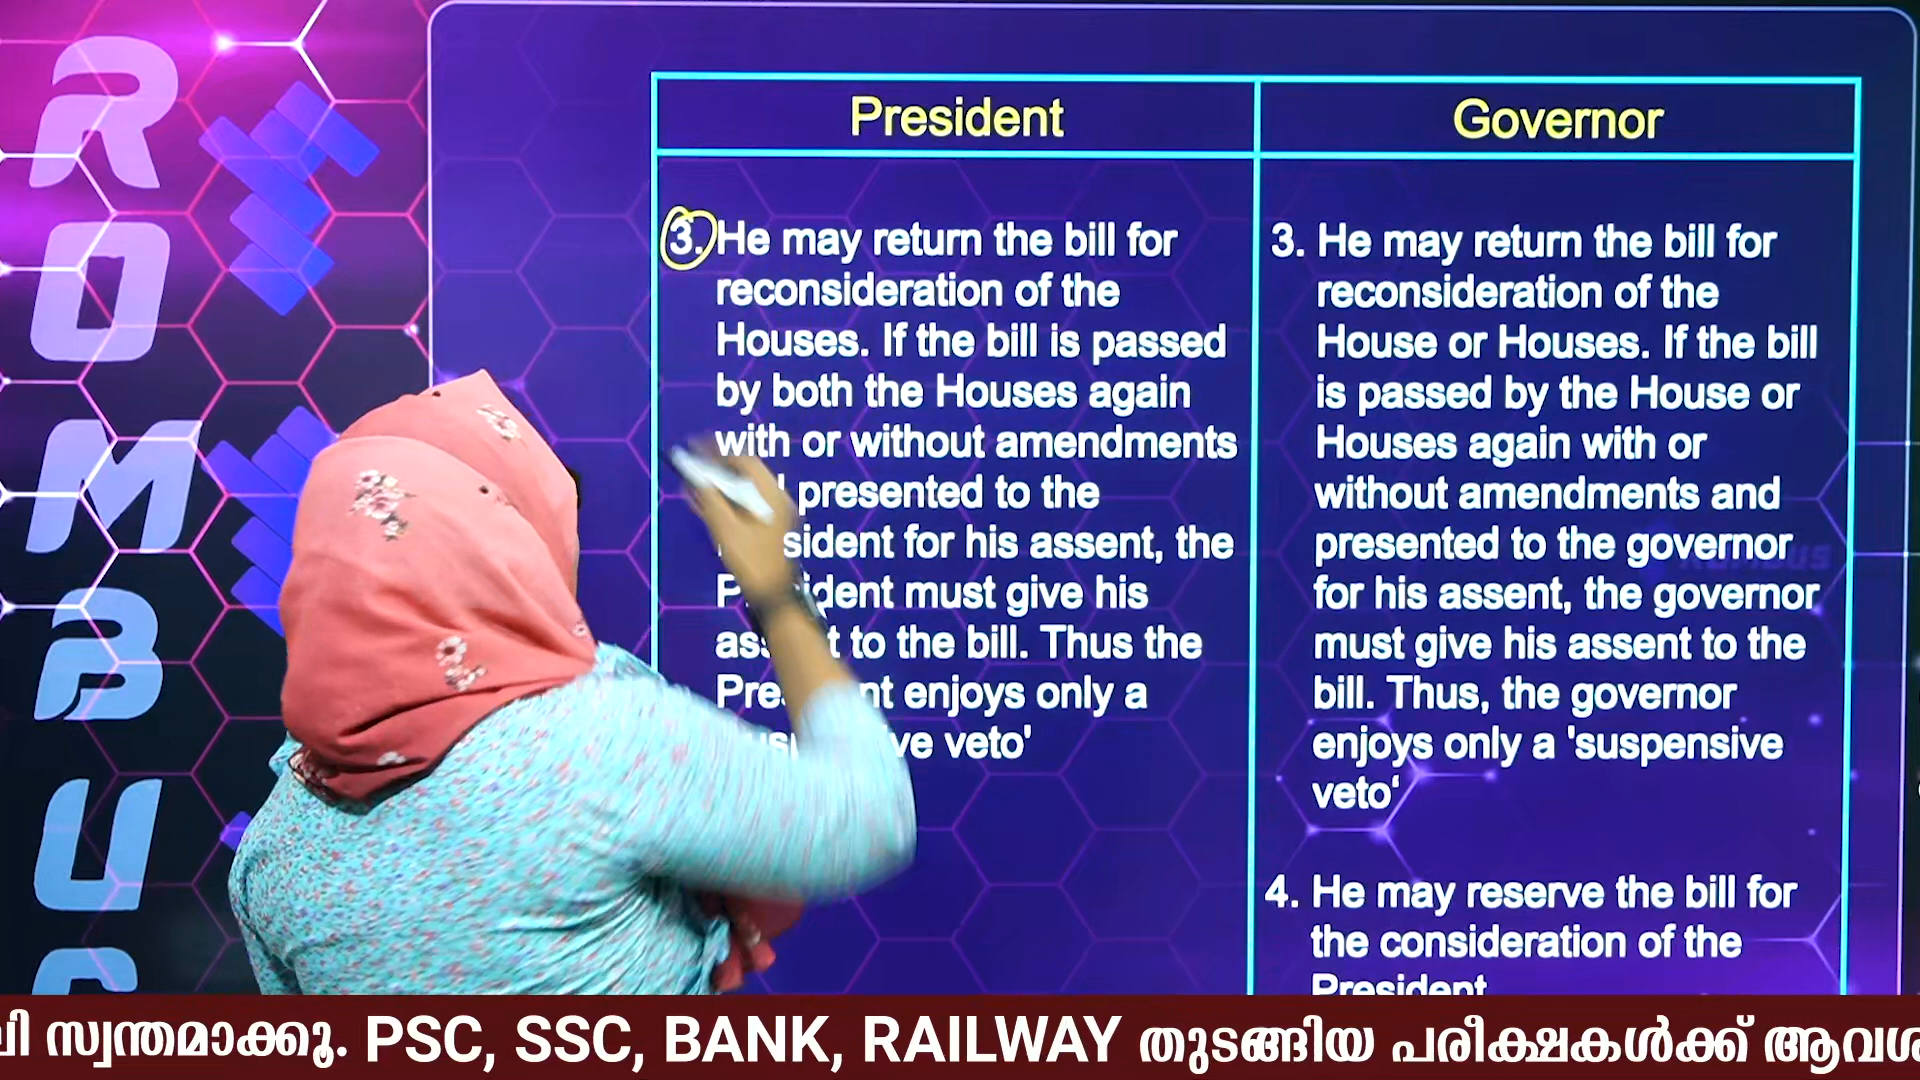 ROMBUS
President
Governor
3. He may return the bill for
reconsideration of the
Houses. If the bill is passed
by both the Houses again
with or without amendments
presented to the
for his assent, the
must give his
to the bill. Thus the
enjoys only a
veto'
3. He may return the bill for
reconsideration of the
House or Houses. If the bill
is passed by the House or
Houses again with or
without amendments and
presented to the governor
for his assent, the governor
must give his assent to the
bill. Thus, the governor
enjoys only a 'suspensive
veto'
4. He may reserve the bill for
the consideration of the
President
സ്വന്തമാക്കൂ. PSC, SSC, BANK, RAILWAY തുടങ്ങിയ പരീക്ഷകൾക്ക്